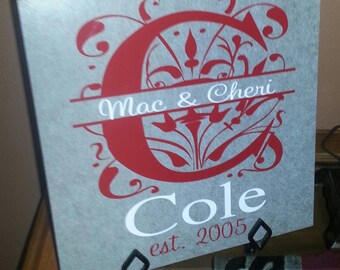 C
Mac & Cheri
Cole
est. 2005